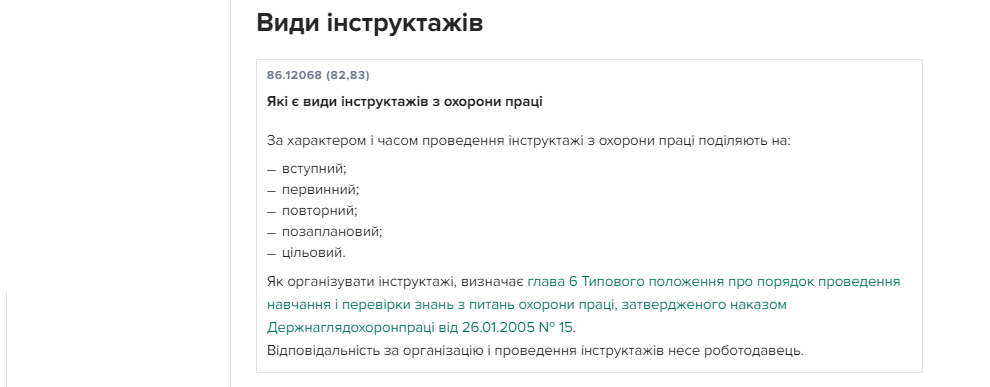 Види інструктажів
86.12068 (82,83)
Які є види інструктажів з охорони праці
За характером і часом проведення інструктажі з охорони праці поділяють на:
– вступний;
– первинний;
– повторний;
– позаплановий;
– цільовий.
Як організувати інструктажі, визначає глава 6 Типового положення про порядок проведення
навчання і перевірки знань з питань охорони праці, затвердженого наказом
Держнаглядохоронпраці від 26.01.2005 № 15.
Відповідальність за організацію і проведення інструктажів несе роботодавець.